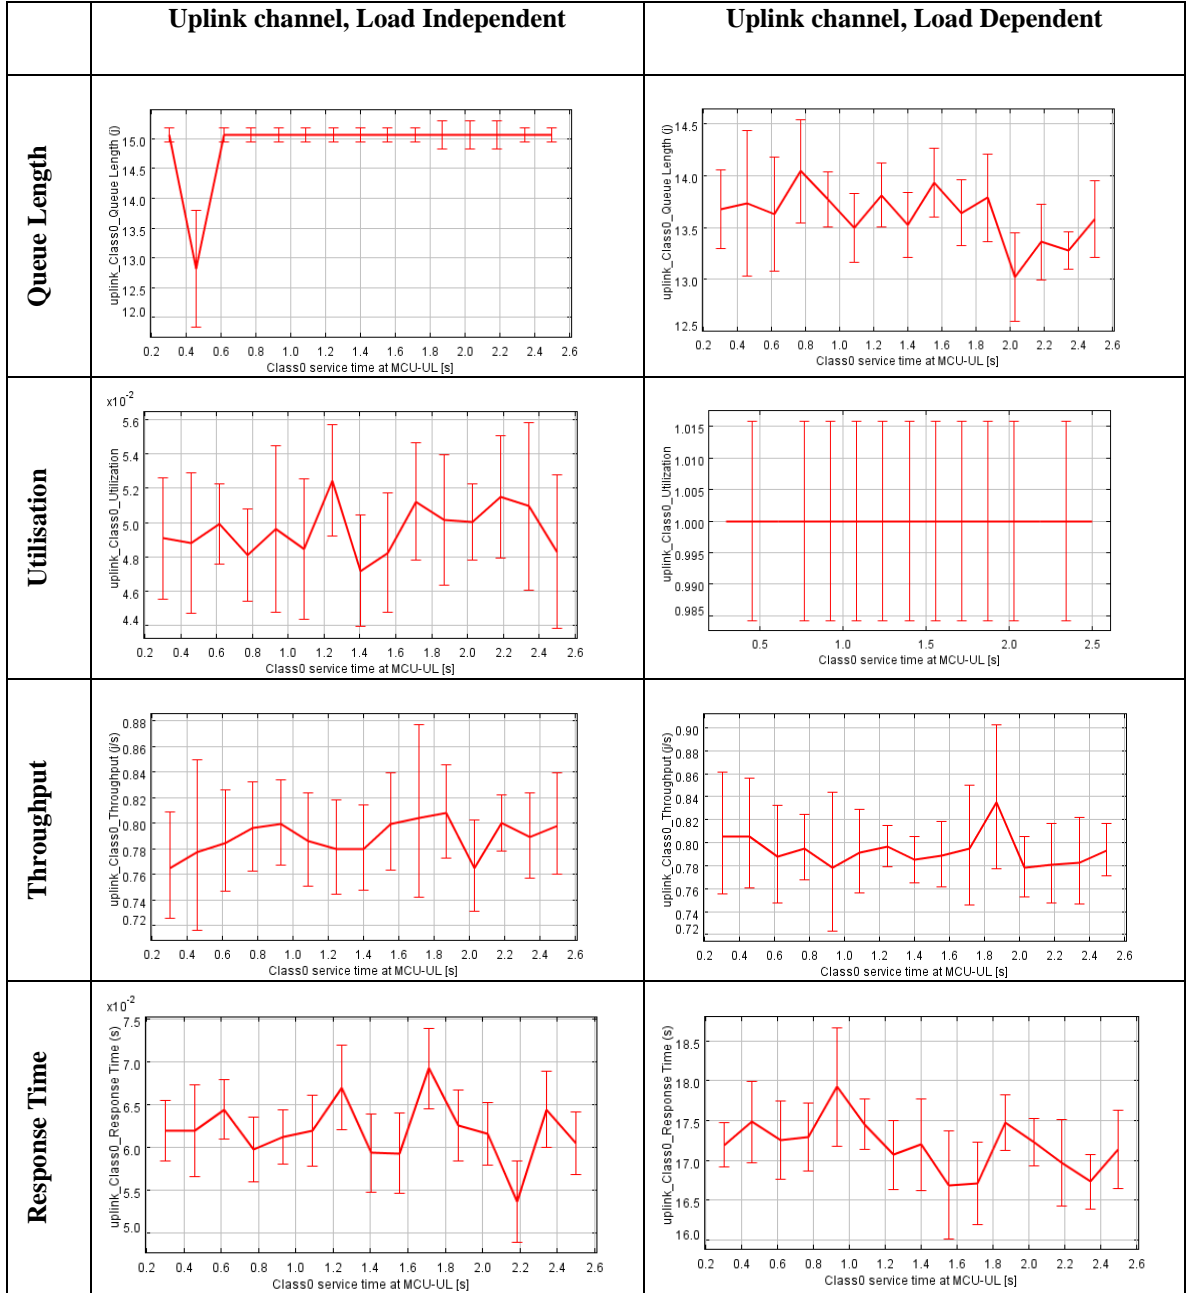 Uplink channel, Load Independent
Uplink channel, Load Dependent
Queue Length
uplink_Class0_Queue Length (j)
15.0
14.5
14.0
13.5
13.0
12.5
12.0
0.2 0.4 0.6 0.8 1.0 1.2 1.4 1.6 1.8 2.0 2.2 2.4 2.6
Class0 service time at MCU-UL [s]
uplink_Class0_Queue Length (j)
14.5
14.0
13.5
13.0
12.5
0.2 0.4 0.6 0.8 1.0 1.2 1.4 1.6 1.8 2.0 2.2 2.4 2.6
Class0 service time at MCU-UL [s]
Utilisation
x10-2
uplink_Class0_Utilization
5.6
5.4
5.2
5.0
4.8
4.6
4.4
0.2 0.4 0.6 0.8 1.0 1.2 1.4 1.6 1.8 2.0 2.2 2.4 2.6
Class0 service time at MCU-UL [s]
uplink_Class0_Utilization
1.015
1.010
1.005
1.000
0.995
0.990
0.985
0.5 1.0 1.5 2.0 2.5
Class0 service time at MCU-UL [s]
Throughput
uplink_Class0_Throughput (j/s)
0.88
0.86
0.84
0.82
0.80
0.78
0.76
0.74
0.72
0.2 0.4 0.6 0.8 1.0 1.2 1.4 1.6 1.8 2.0 2.2 2.4 2.6
Class0 service time at MCU-UL [s]
uplink_Class0_Throughput (j/s)
0.90
0.88
0.86
0.84
0.82
0.80
0.78
0.76
0.74
0.72
0.2 0.4 0.6 0.8 1.0 1.2 1.4 1.6 1.8 2.0 2.2 2.4 2.6
Class0 service time at MCU-UL [s]
Response Time
x10-2
uplink_Class0_Response Time (s)
7.5
7.0
6.5
6.0
5.5
5.0
0.2 0.4 0.6 0.8 1.0 1.2 1.4 1.6 1.8 2.0 2.2 2.4 2.6
Class0 service time at MCU-UL [s]
uplink_Class0_Response Time (s)
18.5
18.0
17.5
17.0
16.5
16.0
0.2 0.4 0.6 0.8 1.0 1.2 1.4 1.6 1.8 2.0 2.2 2.4 2.6
Class0 service time at MCU-UL [s]